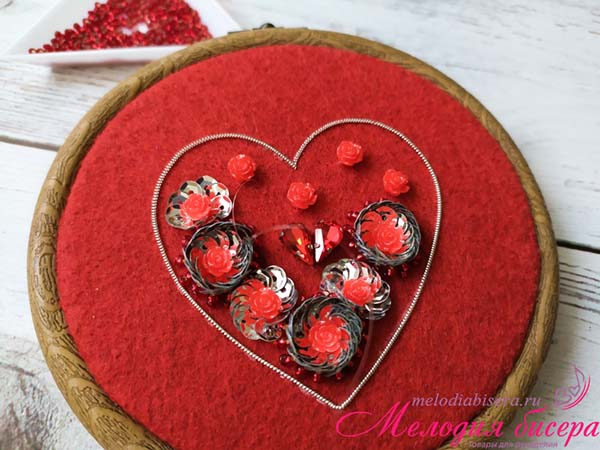 melodiabisera.ru
Мелодия бисера
Товары для рукоделия